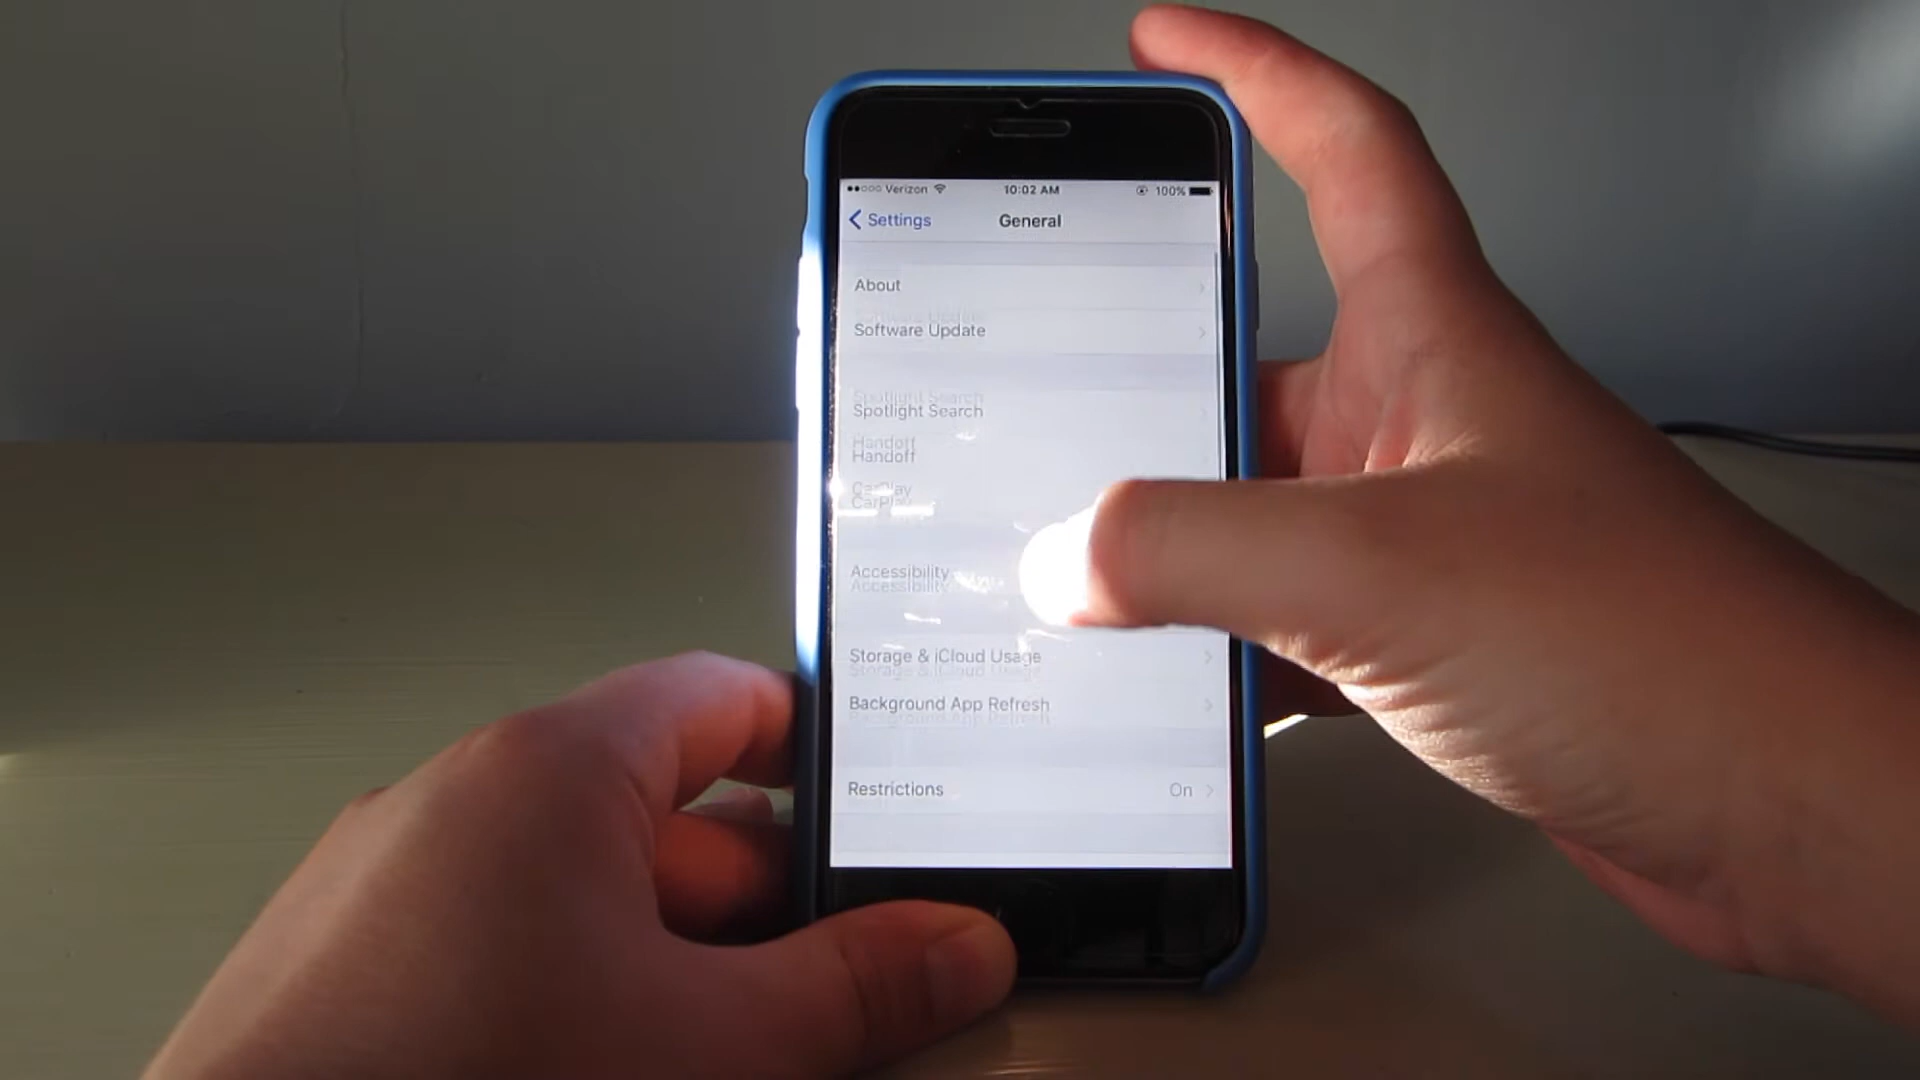 Verizon 10:02 AM 100%
Settings General
About
Software Update
Spotlight Search
Handoff
CarPlay
Accessibility
Storage & iCloud Usage
Background App Refresh
Restrictions On